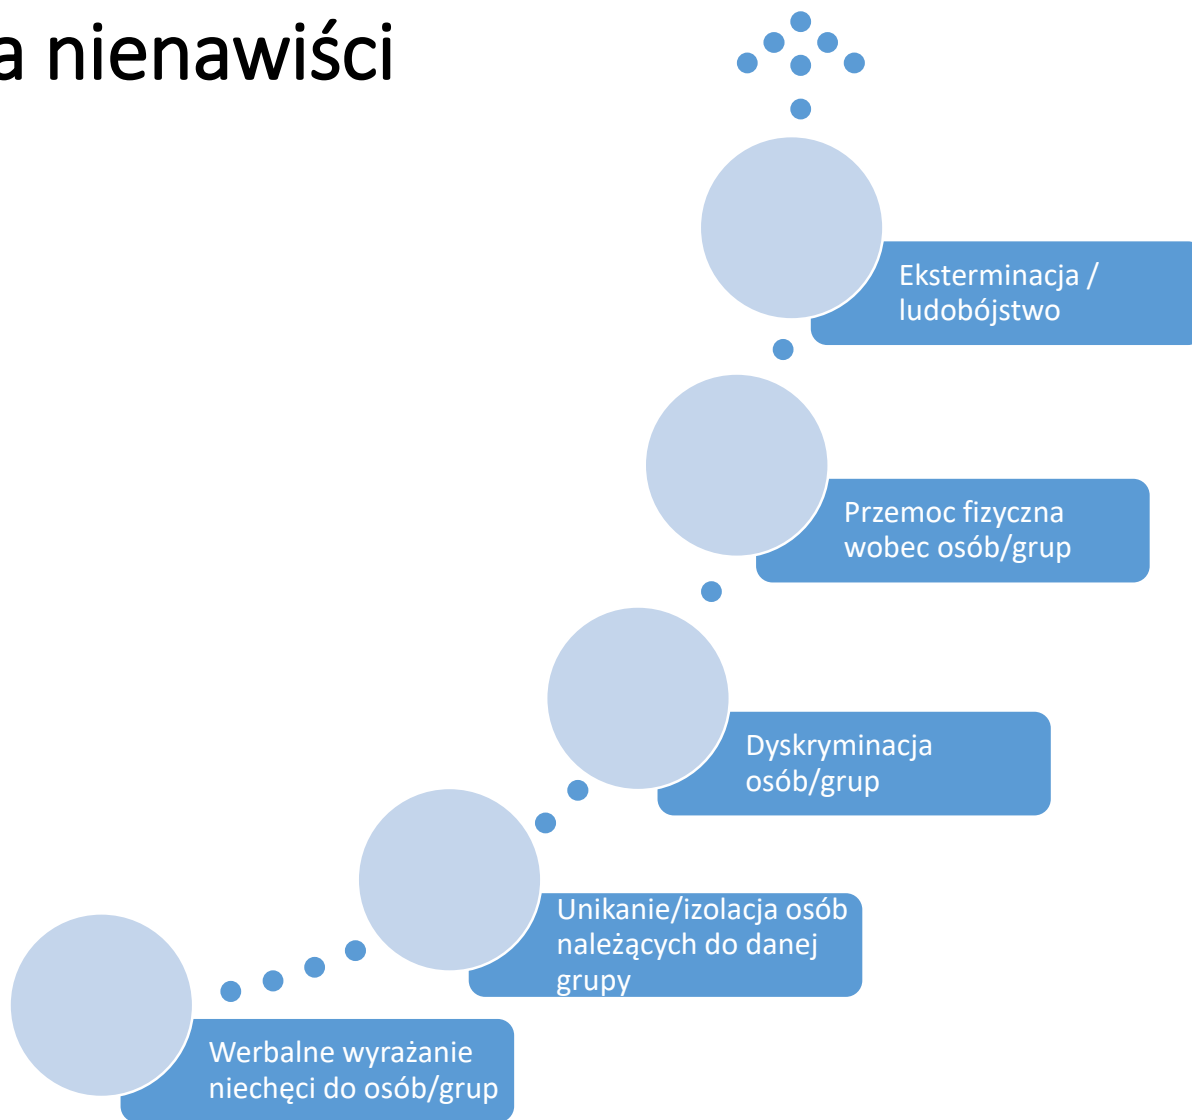 a nienawiści
Eksterminacja /
ludobójstwo
Przemoc fizyczna
wobec osób/grup
Dyskryminacja
osób/grup
Unikanie/izolacja osób
należących do danej
grupy
Werbalne wyrażanie
niechęci do osób/grup